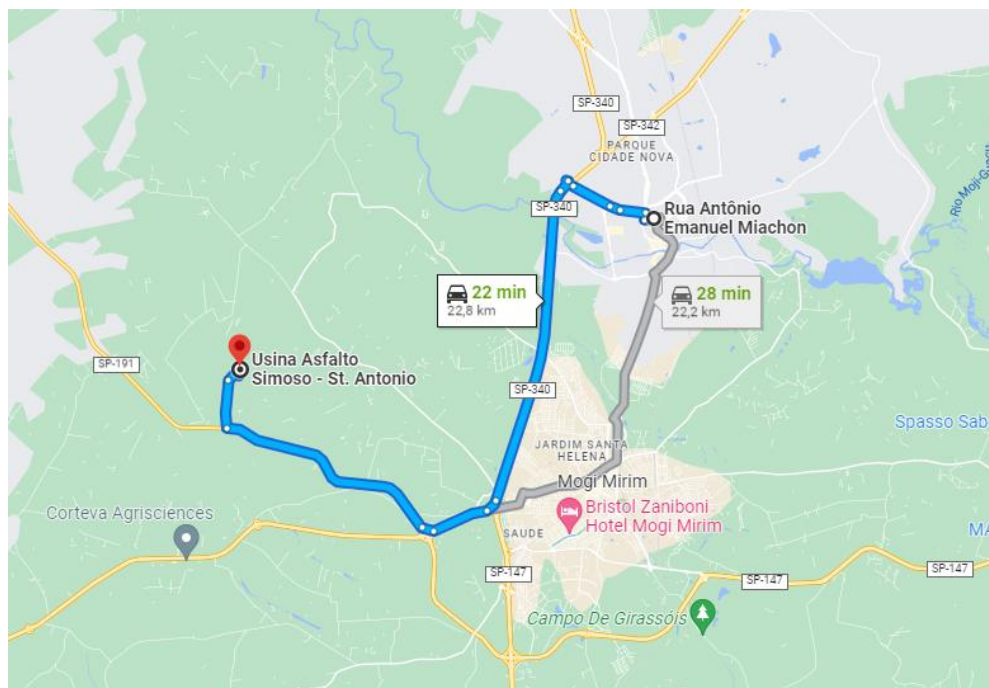 SP-340
SP-342
PARQUE
CIDADE NOVA
Rio Moji-Guaçu
SP-340
Rua Antônio
Emanuel Miachon
22 min
22,8 km
28 min
22,2 km
SP-191
Usina Asfalto
Simoso - St. Antonio
SP-340
Spasso Sab
JARDIM SANTA
HELENA
Mogi Mirim
Corteva Agrisciences
Bristol Zaniboni
Hotel Mogi Mirim
SAUDE
MA
SP-147
SP-147
SP-147
Campo De Girassóis